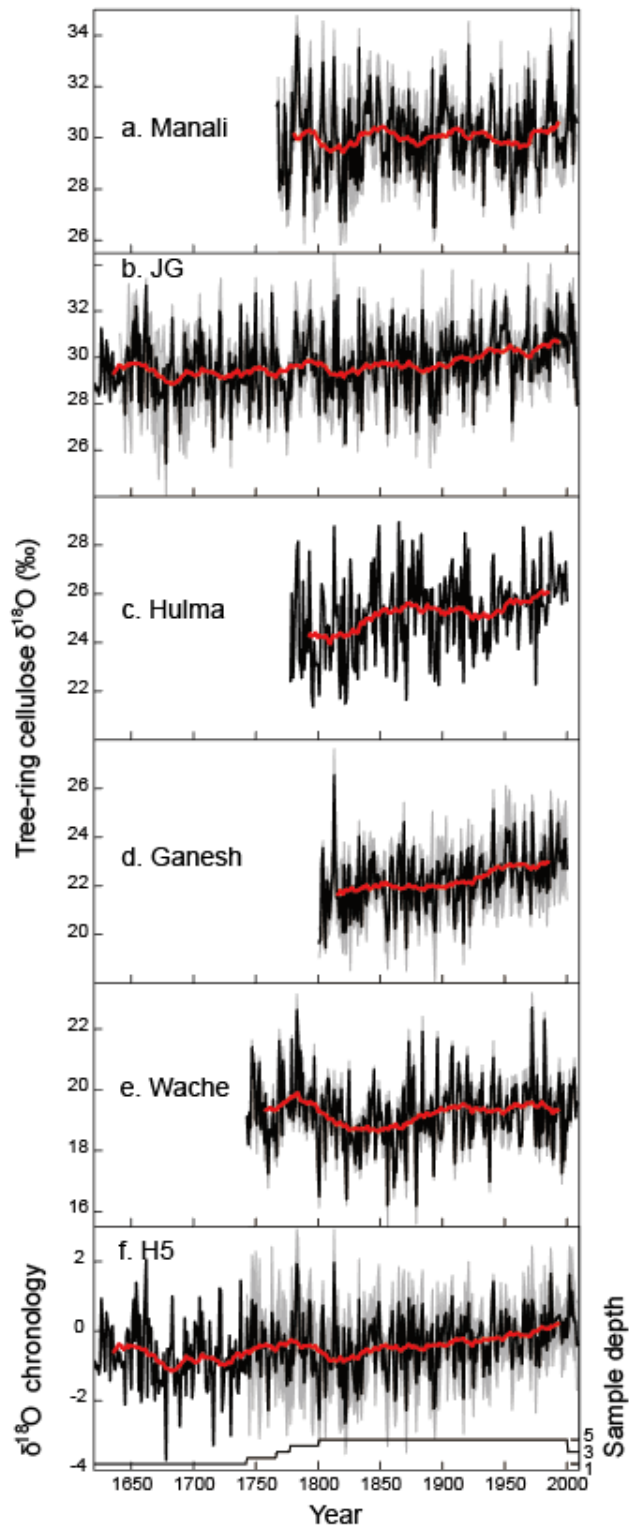 34
32
30
28
26
a. Manali
b. JG
32
30
28
26
28
26
24
22
c. Hulma
26
24
22
20
d. Ganesh
22
20
18
16
e. Wache
f. H5
2
0
-2
-4
5
3
1
1650 1700 1750 1800 1850 1900 1950 2000
Year
Tree-ring cellulose δ¹⁸O (‰)
δ¹⁸O chronology
Sample depth